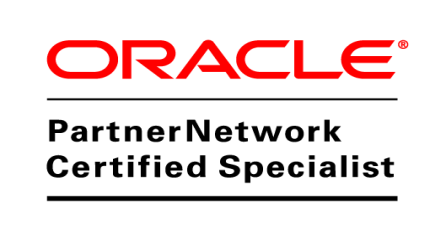 ORACLE®
PartnerNetwork
Certified Specialist